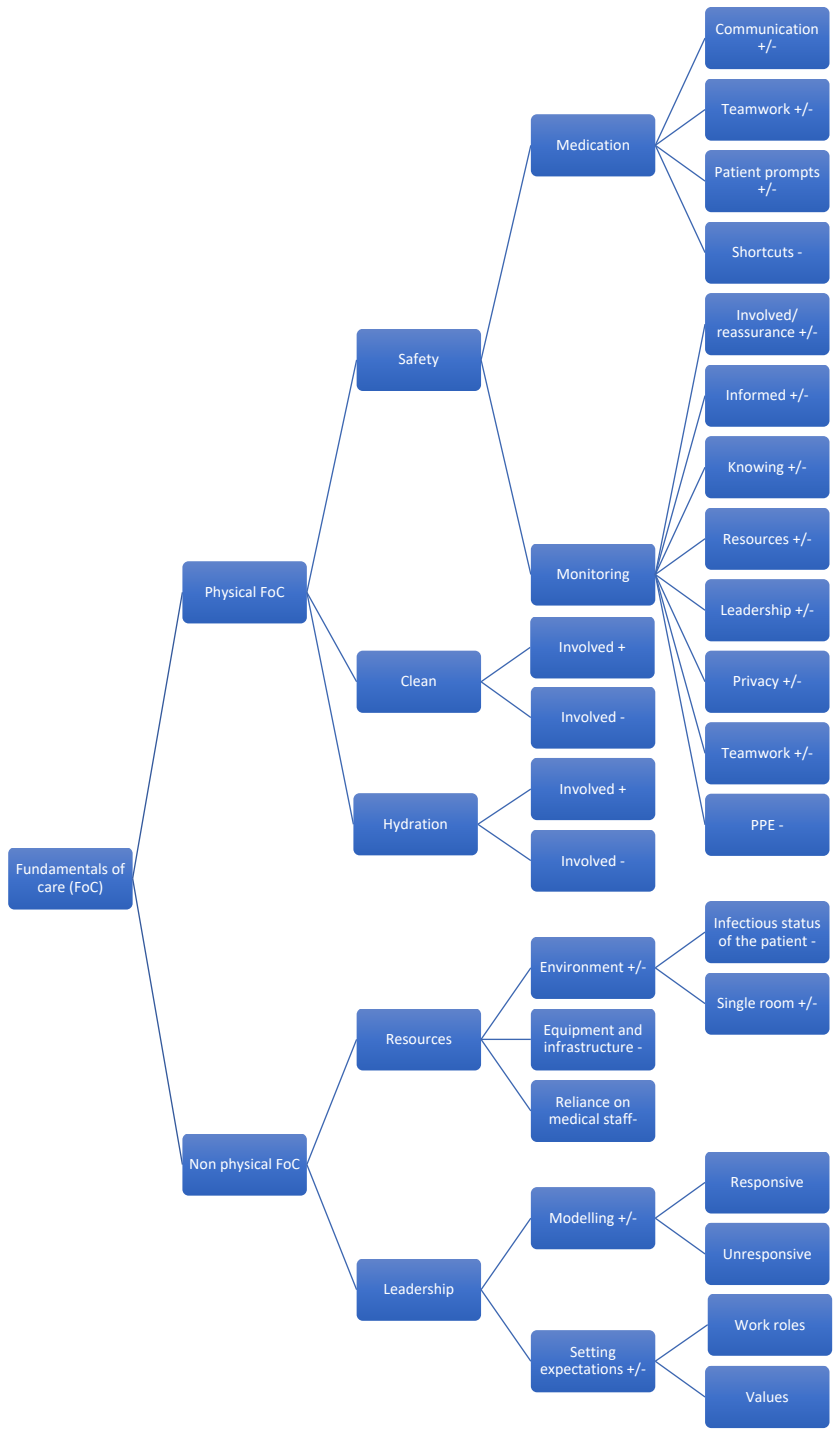 Communication
+/-
Teamwork +/-
Medication
Patient prompts
+/-
Shortcuts -
Involved/
reassurance +/-
Safety
Informed +/-
Knowing +/-
Resources +/-
Monitoring
Physical FoC
Leadership +/-
Involved +
Clean
Privacy +/-
Involved -
Teamwork +/-
Involved +
Hydration
PPE -
Involved -
Fundamentals of
care (FoC)
Infectious status
of the patient -
Environment +/-
Single room +/-
Resources
Equipment and
infrastructure -
Reliance on
medical staff-
Non physical FoC
Responsive
Modelling +/-
Unresponsive
Leadership
Work roles
Setting
expectations +/-
Values